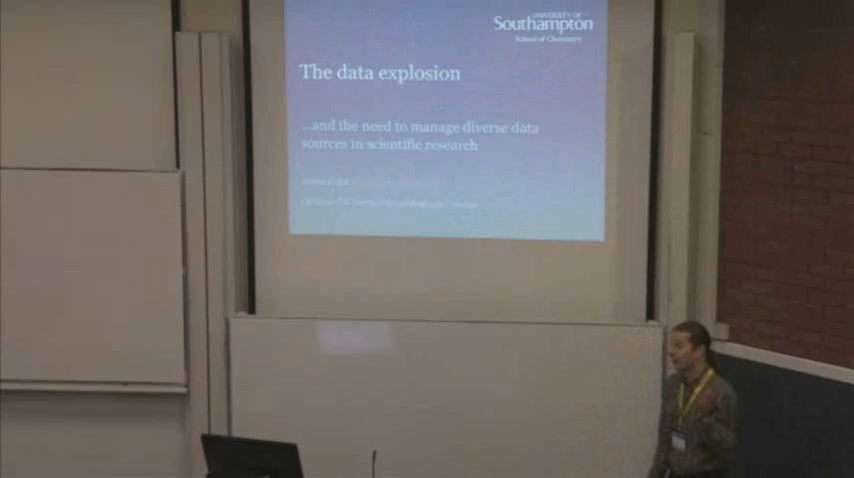 UNIVERSITY OF
Southampton
School of Chemistry
The data explosion
...and the need to manage diverse data
sources in scientific research